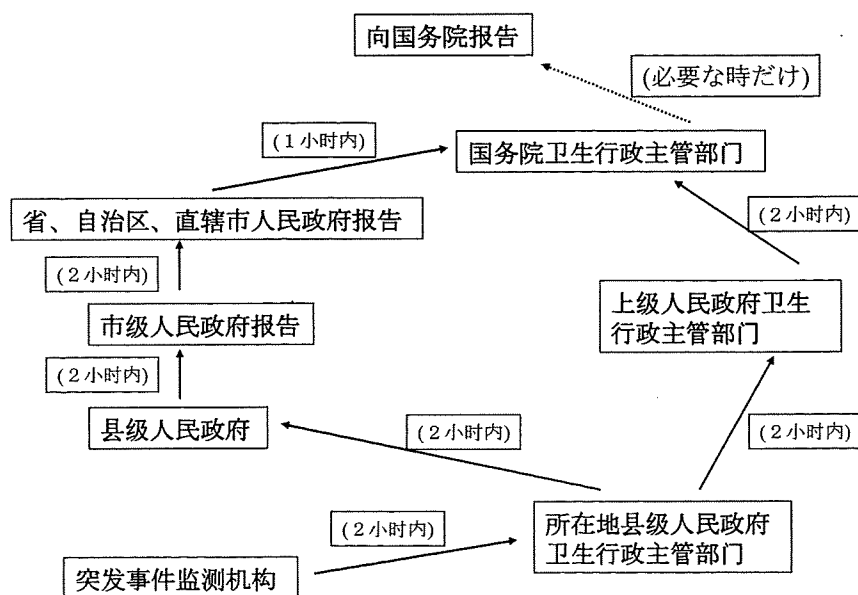 向国务院报告
(必要な時だけ)
(1小时内)
国务院卫生行政主管部门
省、自治区、直辖市人民政府报告
(2小时内)
(2小时内)
市级人民政府报告
上级人民政府卫生
行政主管部门
(2小时内)
县级人民政府
(2小时内)
(2小时内)
(2小时内)
所在地县级人民政府
卫生行政主管部门
突发事件监测机构